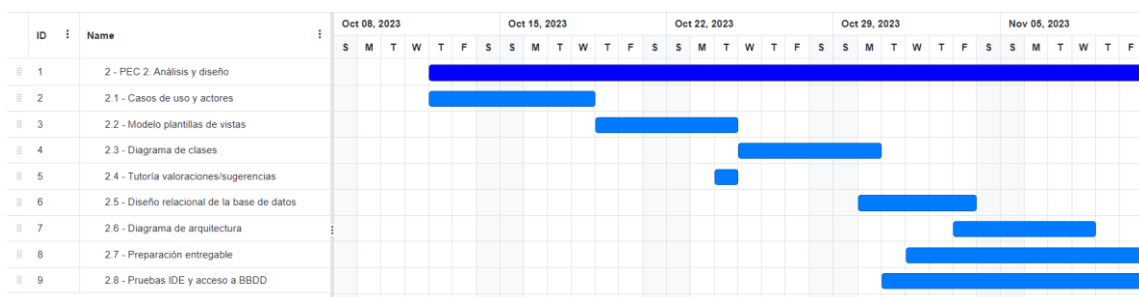 Oct 08, 2023 Oct 15, 2023 Oct 22, 2023 Oct 29, 2023 Nov 05, 2023
ID Name
S M T W T F S S M T W T F S S M T W T F S S M T W T F S S M T W T F
1 2 - PEC 2. Análisis y diseño
2 2.1 - Casos de uso y actores
3 2.2 - Modelo plantillas de vistas
4 2.3 - Diagrama de clases
5 2.4 - Tutoría valoraciones/sugerencias
6 2.5 - Diseño relacional de la base de datos
7 2.6 - Diagrama de arquitectura
8 2.7 - Preparación entregable
9 2.8 - Pruebas IDE y acceso a BBDD